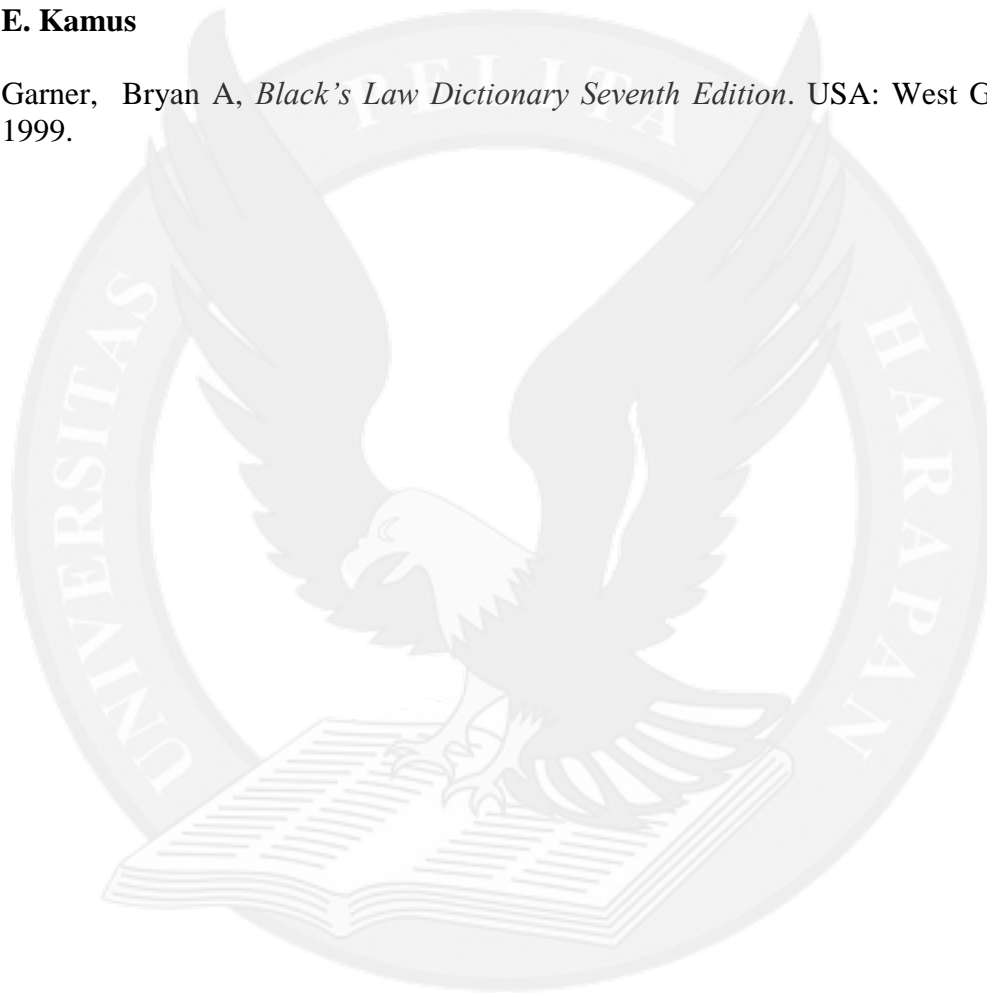 E. Kamus
Garner, Bryan A, Black’s Law Dictionary Seventh Edition. USA: West G
1999.
UNIVERSITAS PELITA HARAPAN